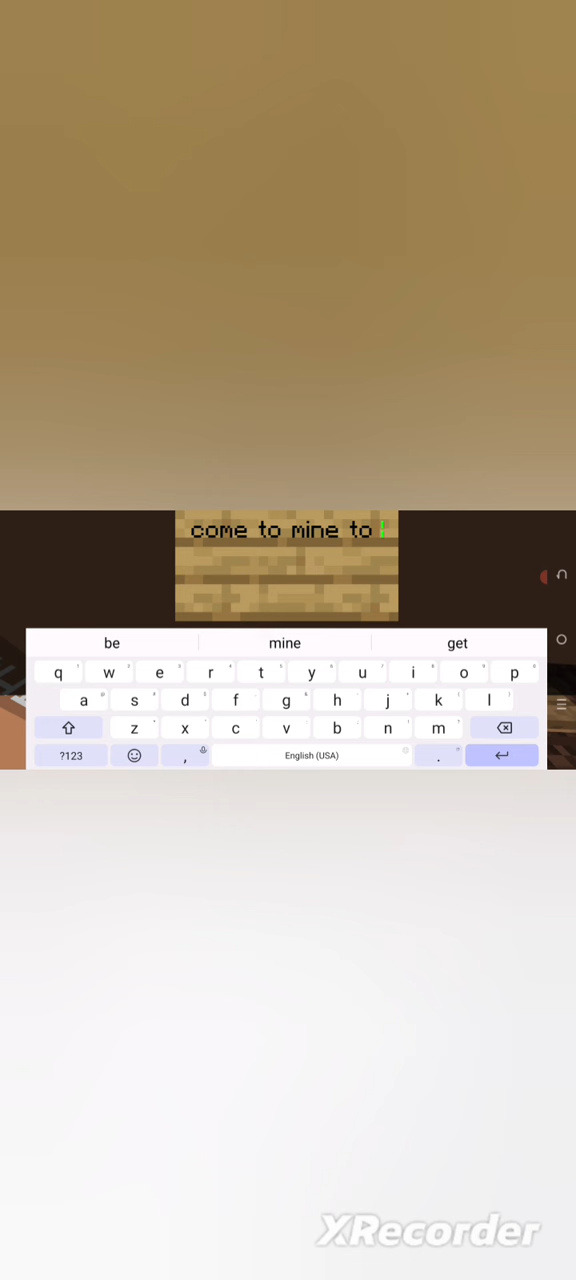 come to mine to
be mine get
q w e r t y u i o p
a s d f g h j k l
z x c v b n m
?123 , English (USA) .
XRecorder